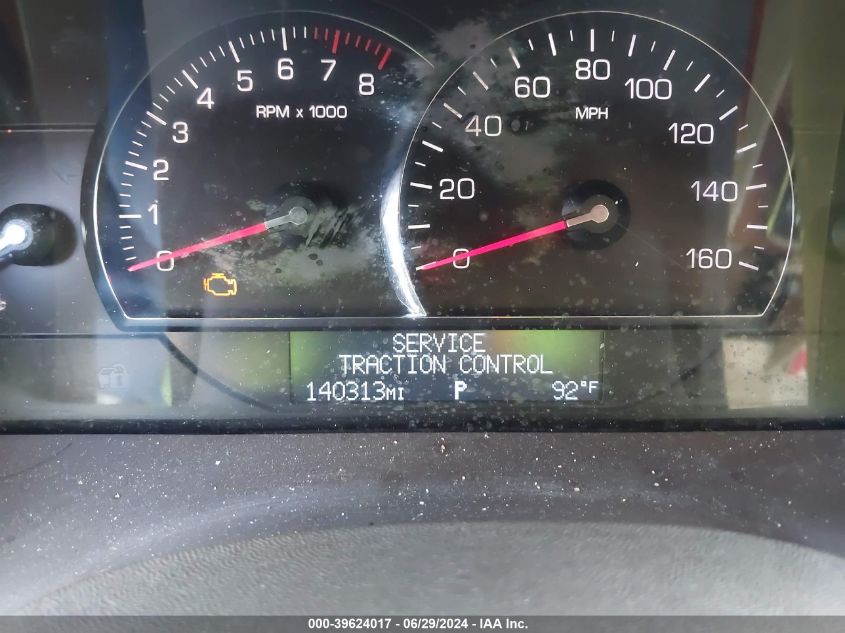 0 1 2 3 4 5 6 7 8
RPM x 1000
0 20 40 60 80 100 120 140 160
MPH
SERVICE
TRACTION CONTROL
140313MI P 92°F
000-39624017 - 06/29/2024 - IAA Inc.